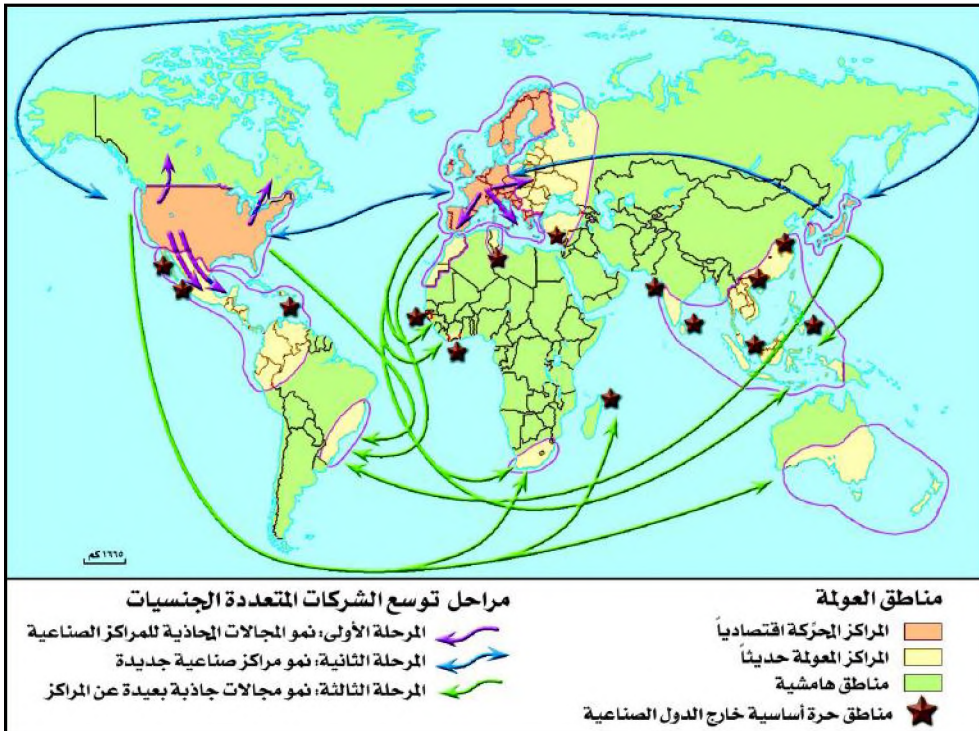 ١٦٦٥ كم
مناطق العولمة
المراكز المحرّكة اقتصادياً
المراكز المعولمة حديثاً
مناطق هامشية
مناطق حرة أساسية خارج الدول الصناعية
مراحل توسع الشركات المتعددة الجنسيات
المرحلة الأولى: نمو المجالات المحاذية للمراكز الصناعية
المرحلة الثانية: نمو مراكز صناعية جديدة
المرحلة الثالثة: نمو مجالات جاذبة بعيدة عن المراكز